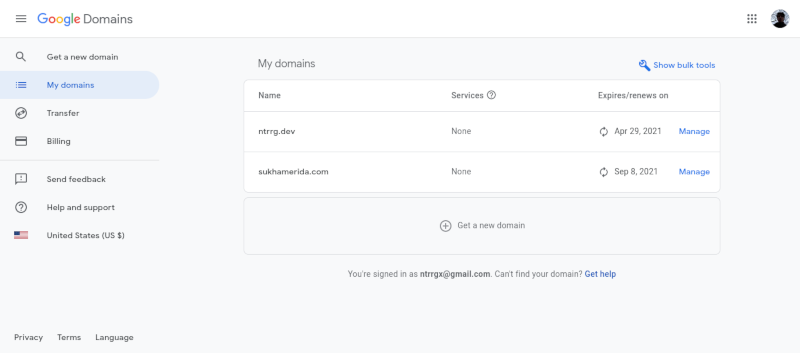 Google Domains
Get a new domain
My domains
Transfer
Billing
Send feedback
Help and support
United States (US $)
Privacy Terms Language
My domains
Show bulk tools
Name Services Expires/renews on
ntrrg.dev None Apr 29, 2021 Manage
sukhamerida.com None Sep 8, 2021 Manage
Get a new domain
You're signed in as ntrrgx@gmail.com. Can't find your domain? Get help